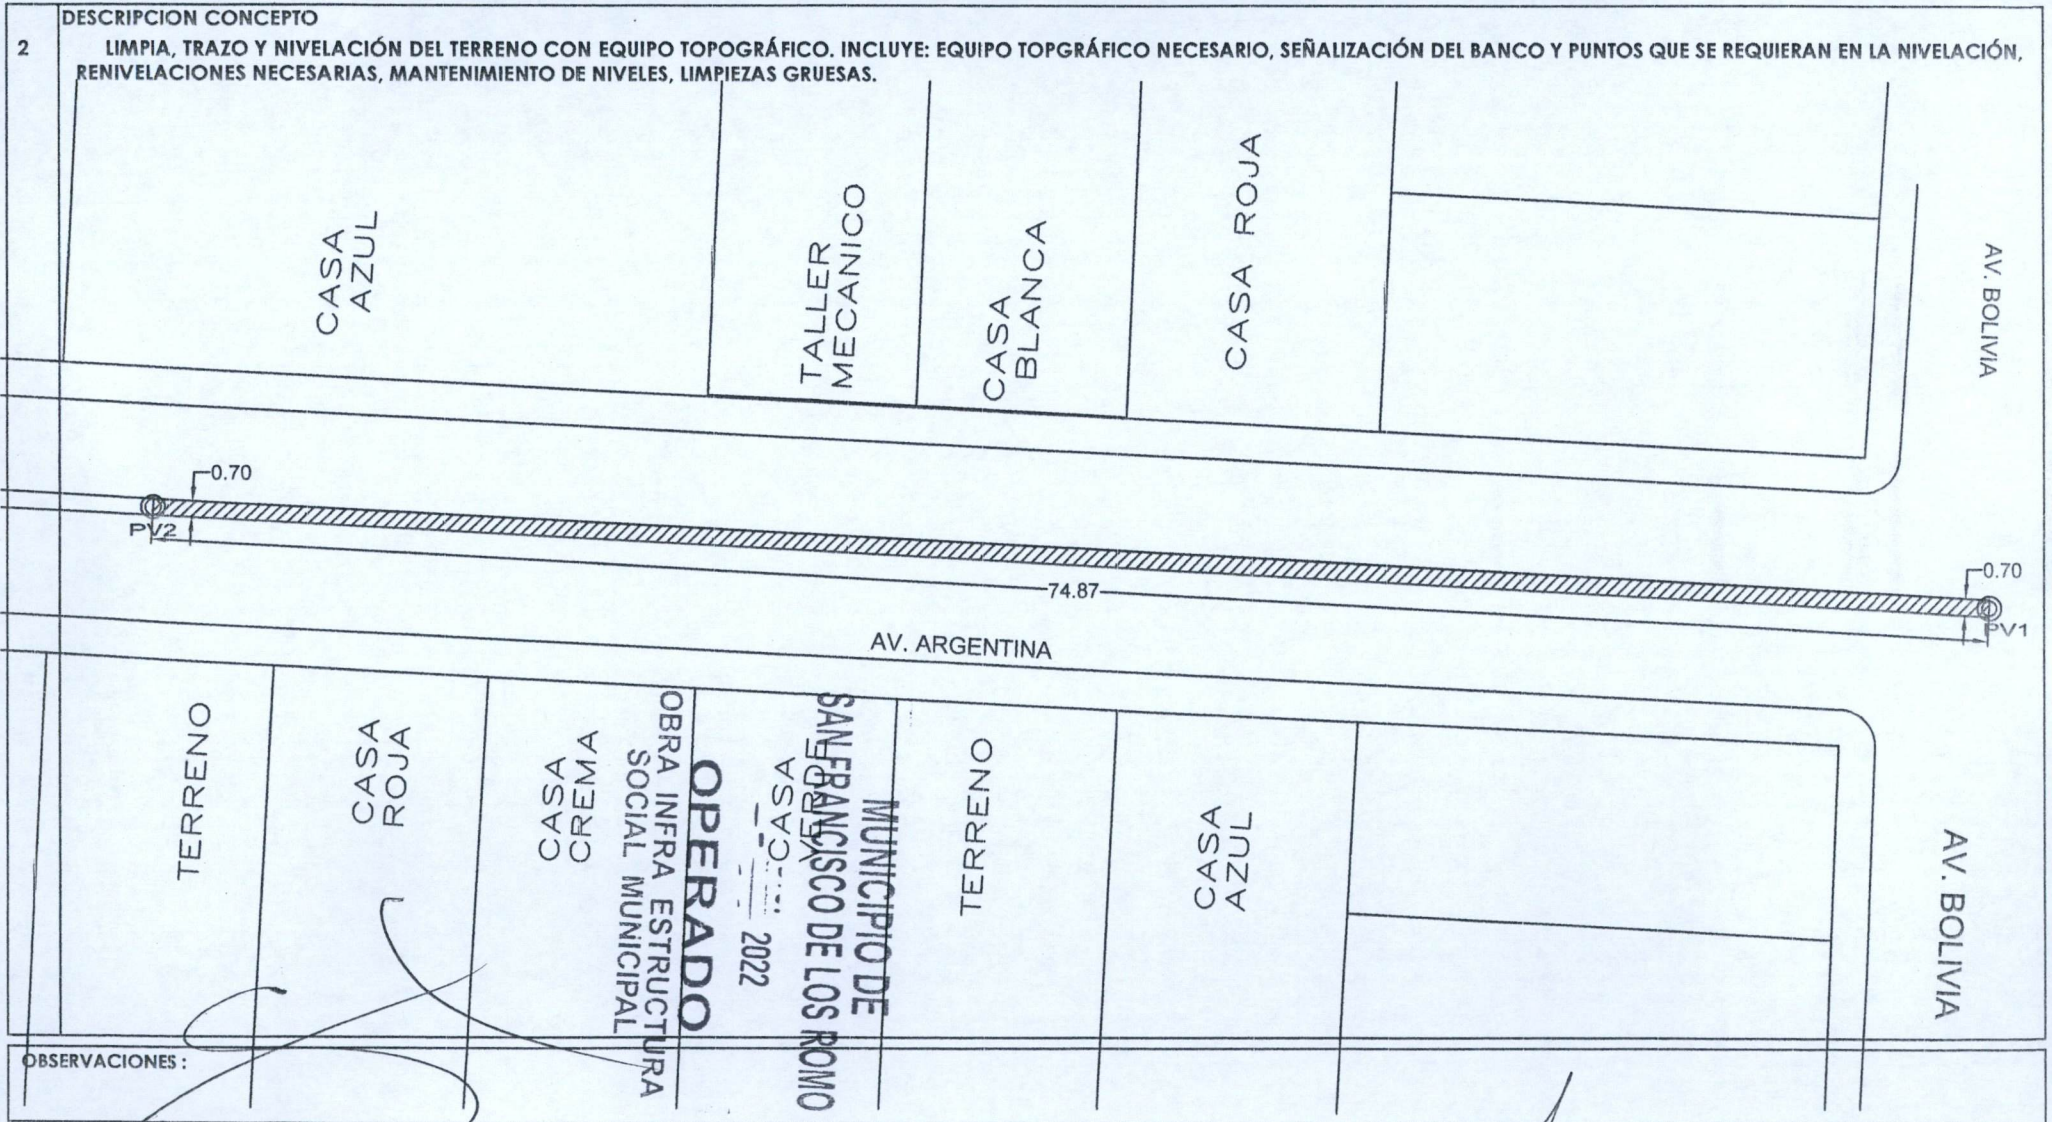 DESCRIPCION CONCEPTO
2 LIMPIA, TRAZO Y NIVELACIÓN DEL TERRENO CON EQUIPO TOPOGRÁFICO. INCLUYE: EQUIPO TOPGRÁFICO NECESARIO, SEÑALIZACIÓN DEL BANCO Y PUNTOS QUE SE REQUIERAN EN LA NIVELACIÓN,
RENIVELACIONES NECESARIAS, MANTENIMIENTO DE NIVELES, LIMPIEZAS GRUESAS.
CASA
AZUL
TALLER
MECANICO
CASA
BLANCA
CASA ROJA
AV. BOLIVIA
0.70
PV2
74.87
0.70
PV1
AV. ARGENTINA
TERRENO
CASA
ROJA
CASA
CREMA
CASA
VERDE
TERRENO
CASA
AZUL
AV. BOLIVIA
MUNICIPIO DE
SAN FRANCISCO DE LOS ROMO
2022
OPERADO
OBRA INFRA ESTRUCTURA
SOCIAL MUNICIPAL
OBSERVACIONES :